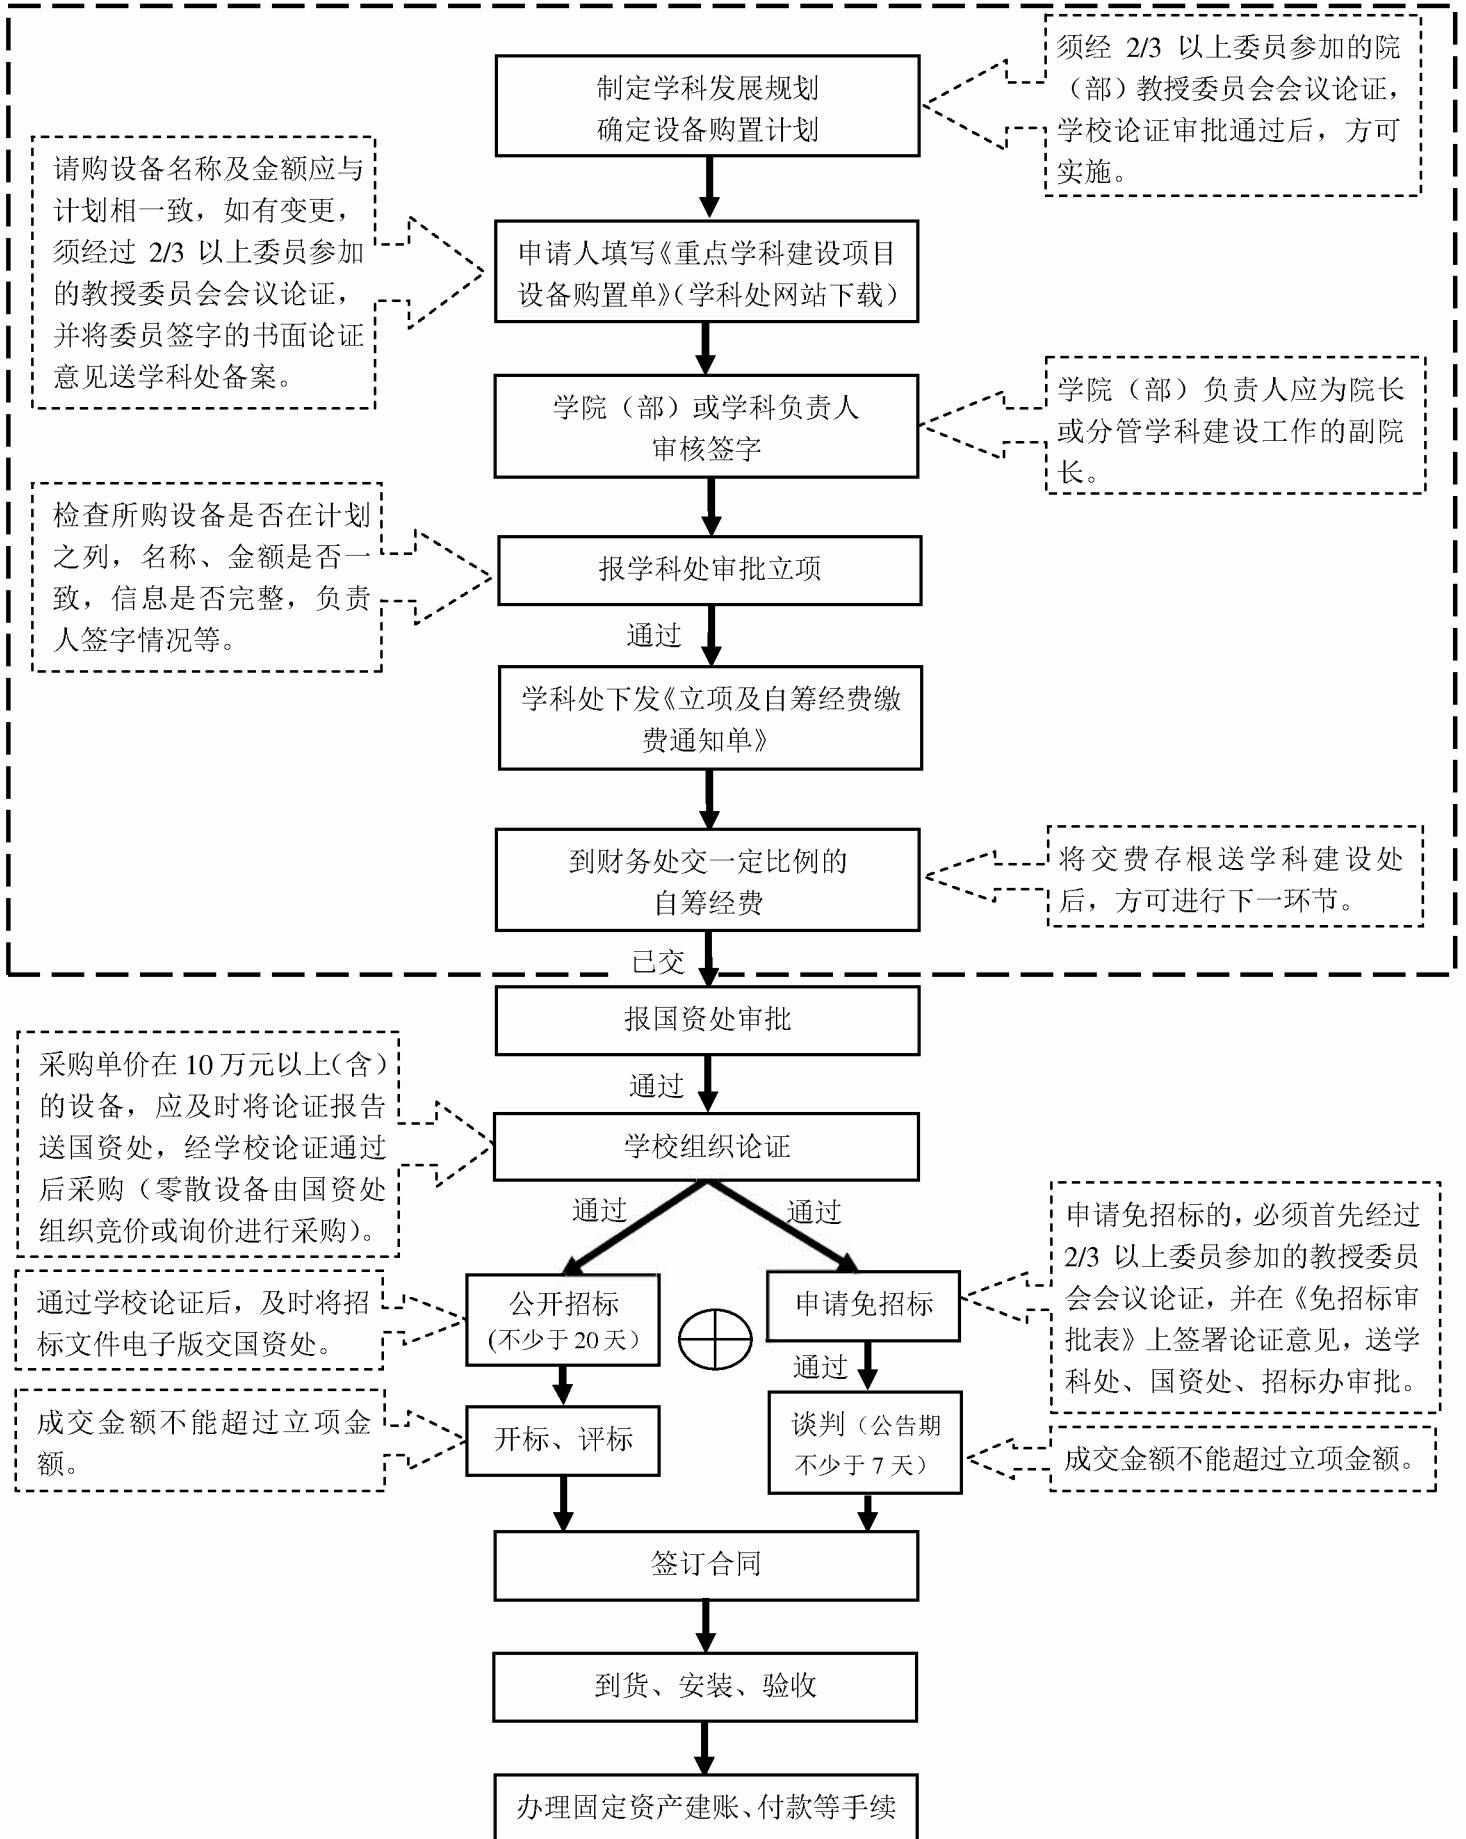 制定学科发展规划
确定设备购置计划
须经 2/3 以上委员参加的院
（部）教授委员会会议论证，
学校论证审批通过后，方可
实施。
请购设备名称及金额应与
计划相一致，如有变更，
须经过 2/3 以上委员参加
的教授委员会会议论证，
并将委员签字的书面论证
意见送学科处备案。
申请人填写《重点学科建设项目
设备购置单》（学科处网站下载）
学院（部）或学科负责人
审核签字
学院（部）负责人应为院长
或分管学科建设工作的副院
长。
检查所购设备是否在计划
之列，名称、金额是否一
致，信息是否完整，负责
人签字情况等。
报学科处审批立项
通过
学科处下发《立项及自筹经费缴
费通知单》
到财务处交一定比例的
自筹经费
将交费存根送学科建设处
后，方可进行下一环节。
已交
报国资处审批
通过
采购单价在 10 万元以上（含）
的设备，应及时将论证报告
送国资处，经学校论证通过
后采购（零散设备由国资处
组织竞价或询价进行采购）。
学校组织论证
通过
通过
通过学校论证后，及时将招
标文件电子版交国资处。
公开招标
（不少于 20 天）
申请免招标
申请免招标的，必须首先经过
2/3 以上委员参加的教授委员
会会议论证，并在《免招标审
批表》上签署论证意见，送学
科处、国资处、招标办审批。
通过
成交金额不能超过立项金
额。
开标、评标
谈判（公告期
不少于 7 天）
成交金额不能超过立项金额。
签订合同
到货、安装、验收
办理固定资产建账、付款等手续